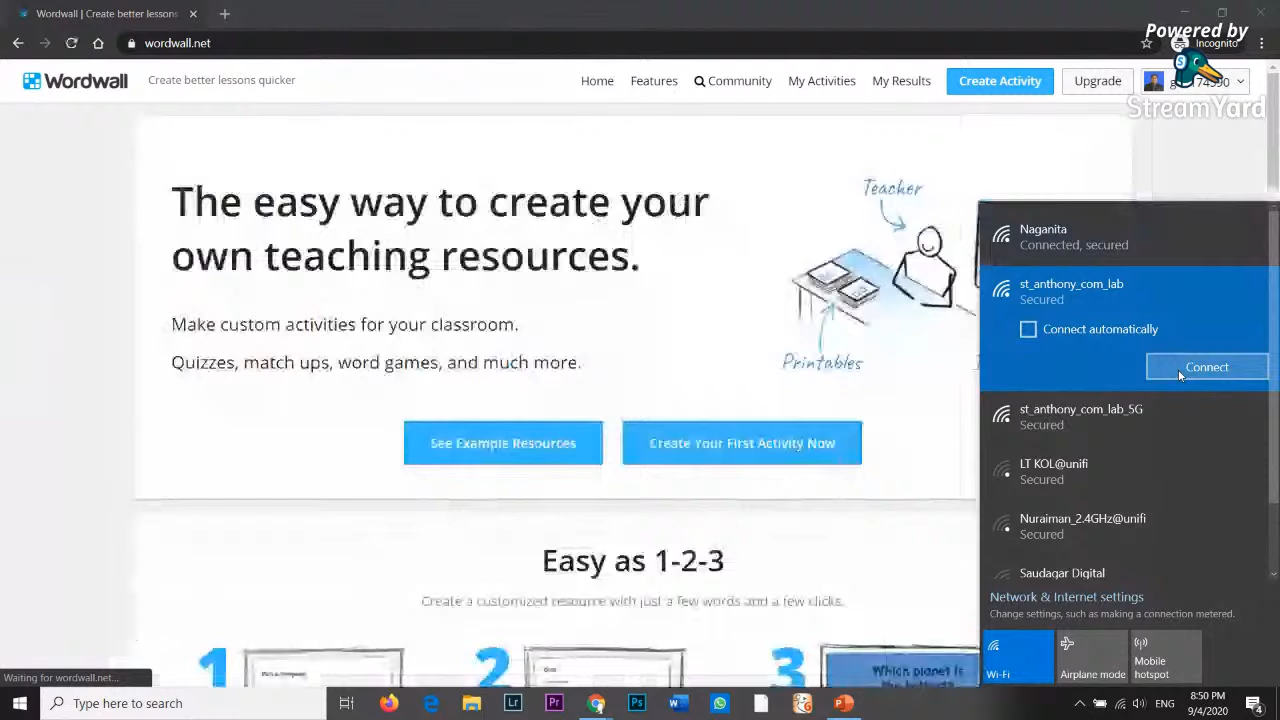 Wordwall | Create better lessons
Powered by
wordwall.net
Incognito
StreamYard
Wordwall
Create better lessons quicker
Home
Features
Community
My Activities
My Results
Create Activity
Upgrade
The easy way to create your
own teaching resources.
Make custom activities for your classroom.
Quizzes, match ups, word games, and much more.
See Example Resources
Create Your First Activity Now
Teacher
Printables
Easy as 1-2-3
Create a customized resource with just a few words and a few clicks.
1
2
3
Which planet is
Naganita
Connected, secured
st_anthony_com_lab
Secured
Connect automatically
Connect
st_anthony_com_lab_5G
Secured
LT KOL@unifi
Secured
Nuraiman_2.4GHz@unifi
Secured
Saudagar Digital
Network & Internet settings
Change settings, such as making a connection metered.
Wi-Fi
Airplane mode
Mobile
hotspot
Waiting for wordwall.net...
Type here to search
ENG
8:50 PM
9/4/2020